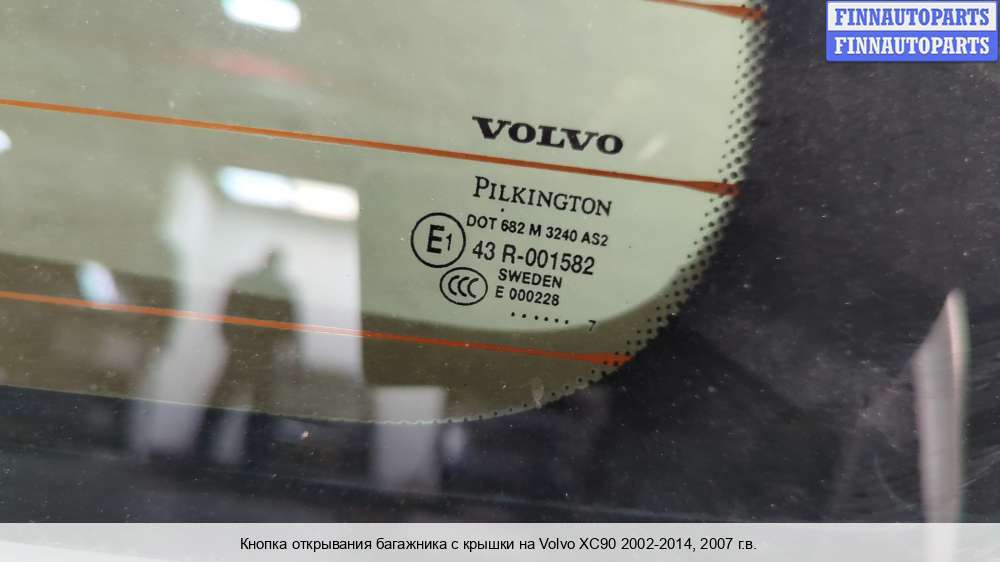 FINNAUTOPARTS
FINNAUTOPARTS
VOLVO
PILKINGTON
DOT 682 M 3240 AS2
E1 43 R-001582
SWEDEN
CCC E 000228
...... 7
Кнопка открывания багажника с крышки на Volvo XC90 2002-2014, 2007 г.в.